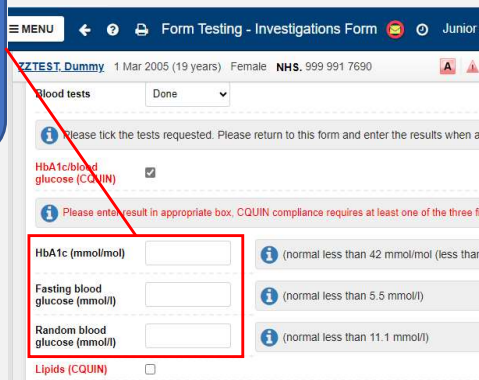 MENU Form Testing - Investigations Form Junior
ZZTEST, Dummy 1 Mar 2005 (19 years) Female NHS. 999 991 7690 A
Blood tests Done
Please tick the tests requested. Please return to this form and enter the results when a
HbA1c/blood
glucose (CQUIN)
Please enter result in appropriate box, CQUIN compliance requires at least one of the three
HbA1c (mmol/mol) (normal less than 42 mmol/mol (less than
Fasting blood
glucose (mmol/l) (normal less than 5.5 mmol/l)
Random blood
glucose (mmol/l) (normal less than 11.1 mmol/l)
Lipids (CQUIN)